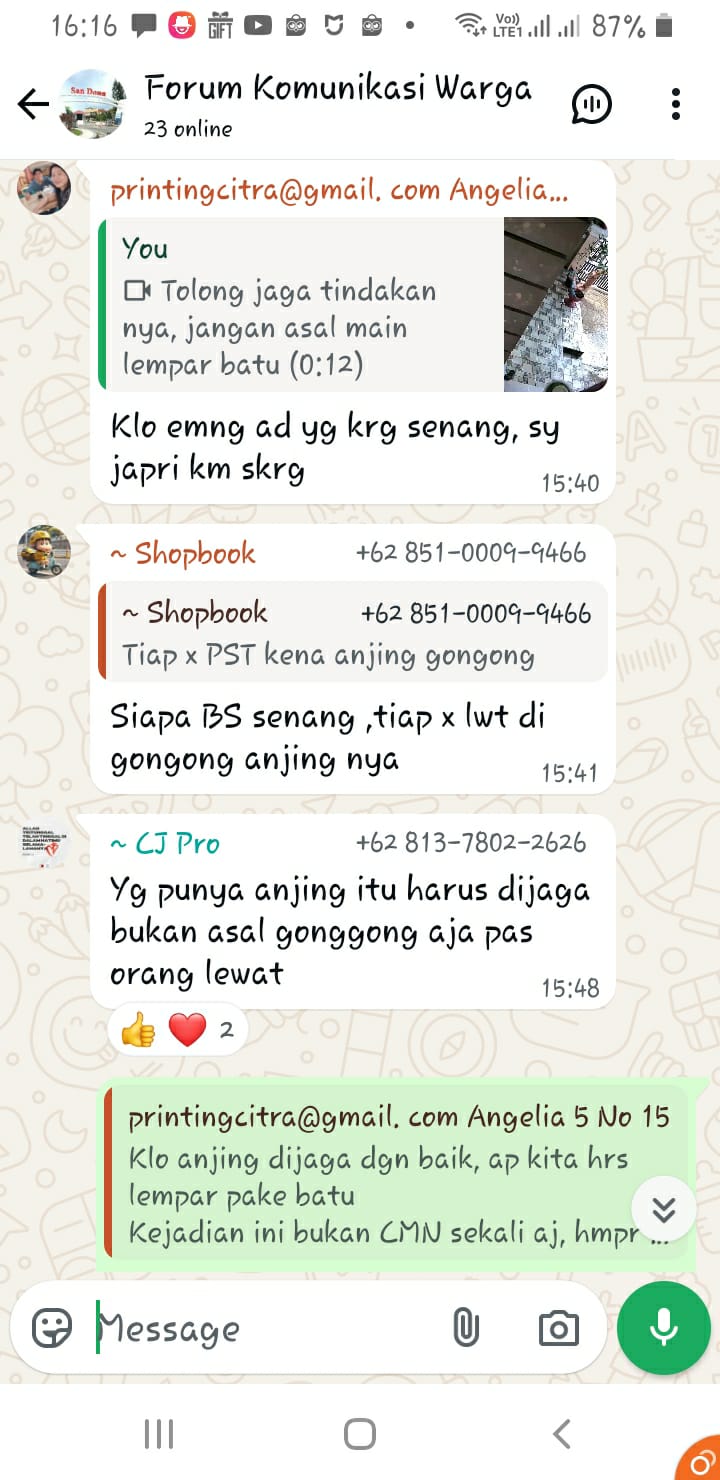 16:16
GIFT
Vo))
LTE1
87%
San Dona
Forum Komunikasi Warga
23 online
printingcitra@gmail. com Angelia...
You
Tolong jaga tindakan
nya, jangan asal main
lempar batu (0:12)
Klo emng ad yg krg senang, sy
japri km skrg
15:40
~ Shopbook +62 851-0009-9466
~ Shopbook +62 851-0009-9466
Tiap x PST kena anjing gongong
Siapa BS senang ,tiap x lwt di
gongong anjing nya
15:41
~ CJ Pro +62 813-7802-2626
Yg punya anjing itu harus dijaga
bukan asal gonggong aja pas
orang lewat
15:48
2
printingcitra@gmail. com Angelia 5 No 15
Klo anjing dijaga dgn baik, ap kita hrs
lempar pake batu
Kejadian ini bukan CMN sekali aj, hmpr ...
Message